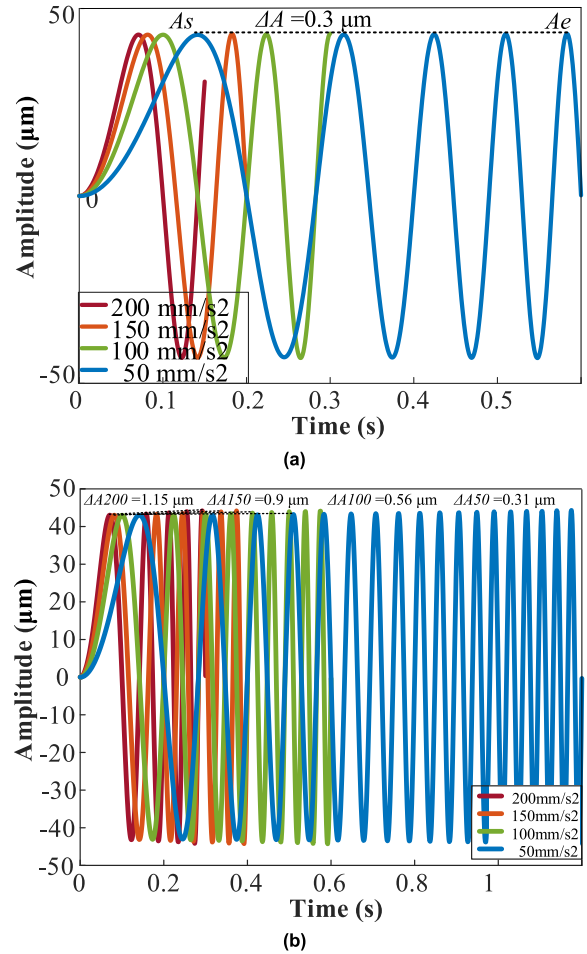 50
As ΔA =0.3 μm Ae
Amplitude (μm)
0
200 mm/s2
150 mm/s2
100 mm/s2
50 mm/s2
-50
0 0.1 0.2 0.3 0.4 0.5
Time (s)
(a)
50
ΔA200 =1.15 μm ΔA150 =0.9 μm ΔA100 =0.56 μm ΔA50 =0.31 μm
40
30
20
10
0
-10
-20
-30
-40
-50
Amplitude (μm)
200mm/s2
150mm/s2
100mm/s2
50mm/s2
0 0.2 0.4 0.6 0.8 1
Time (s)
(b)